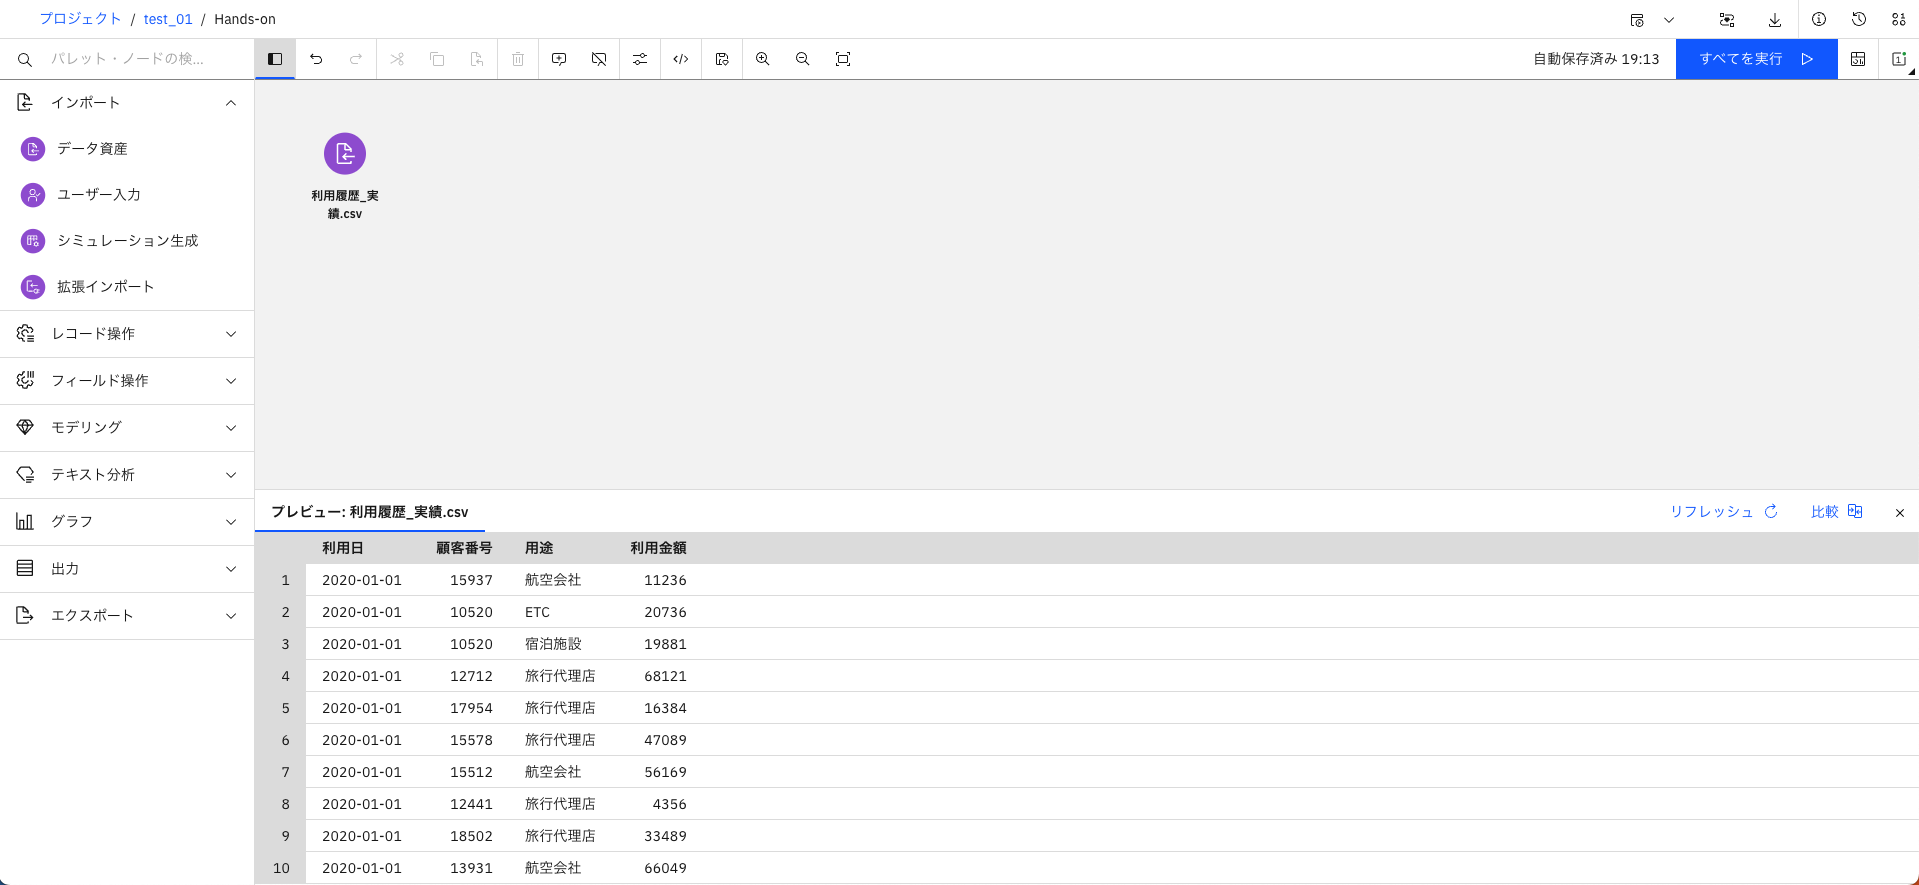 プロジェクト / test_01 / Hands-on
パレット・ノードの検...
自動保存済み 19:13
すべてを実行
インポート
データ資産
ユーザー入力
シミュレーション生成
拡張インポート
レコード操作
フィールド操作
モデリング
テキスト分析
グラフ
出力
エクスポート
利用履歴_実
績.csv
プレビュー: 利用履歴_実績.csv
リフレッシュ
比較
利用日 顧客番号 用途 利用金額
1 2020-01-01 15937 航空会社 11236
2 2020-01-01 10520 ETC 20736
3 2020-01-01 10520 宿泊施設 19881
4 2020-01-01 12712 旅行代理店 68121
5 2020-01-01 17954 旅行代理店 16384
6 2020-01-01 15578 旅行代理店 47089
7 2020-01-01 15512 航空会社 56169
8 2020-01-01 12441 旅行代理店 4356
9 2020-01-01 18502 旅行代理店 33489
10 2020-01-01 13931 航空会社 66049